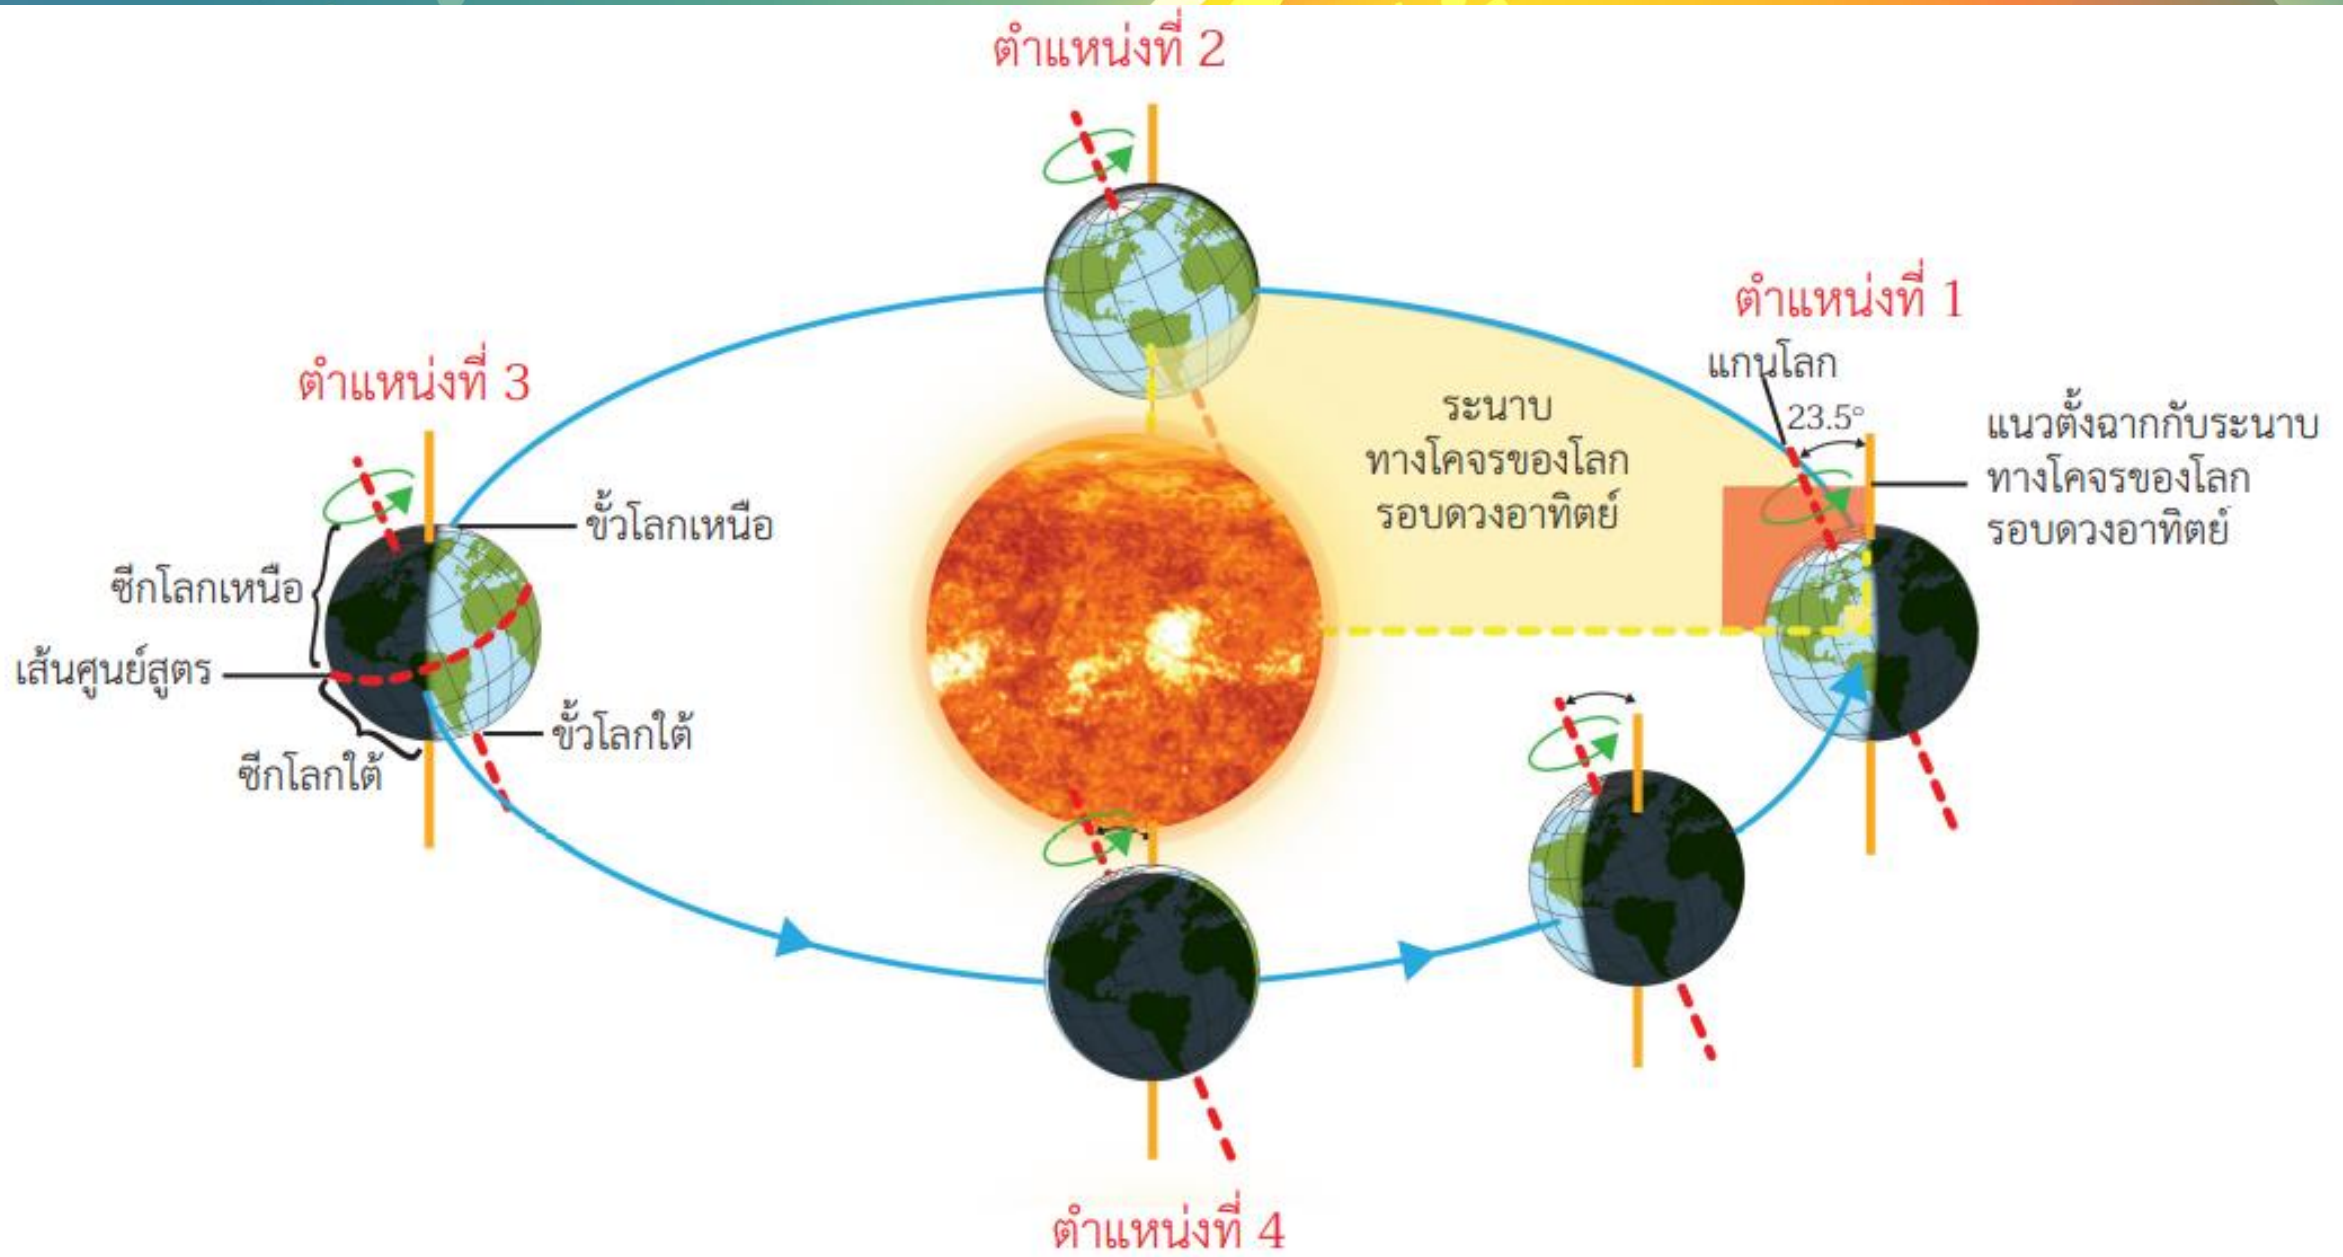 ตำแหน่งที่ 2
ตำแหน่งที่ 1
แกนโลก
23.5°
แนวตั้งฉากกับระนาบ
ทางโคจรของโลก
รอบดวงอาทิตย์
ระนาบ
ทางโคจรของโลก
รอบดวงอาทิตย์
ตำแหน่งที่ 3
ขั้วโลกเหนือ
ซีกโลกเหนือ
เส้นศูนย์สูตร
ขั้วโลกใต้
ซีกโลกใต้
ตำแหน่งที่ 4